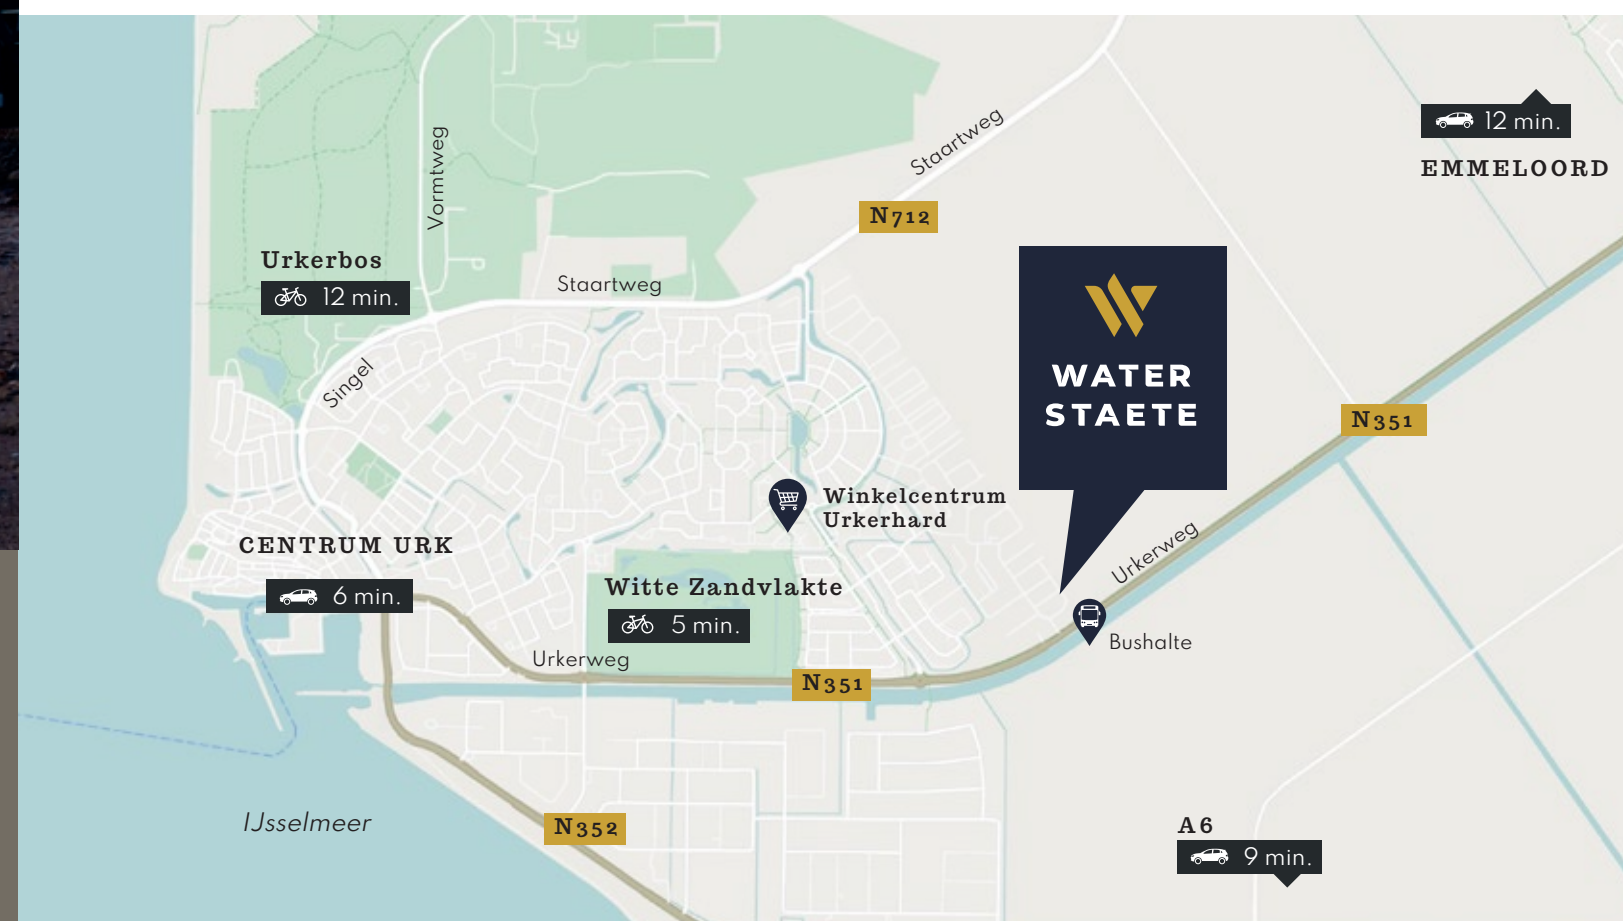 12 min.
EMMELOORD
Staartweg
Vormtweg
N712
Urkerbos
12 min.
Staartweg
WATER
STAETE
Singel
N351
Winkelcentrum
Urkerhard
CENTRUM URK
6 min.
Urkerweg
Witte Zandvlakte
5 min.
Bushalte
Urkerweg
N351
IJsselmeer
N352
A6
9 min.